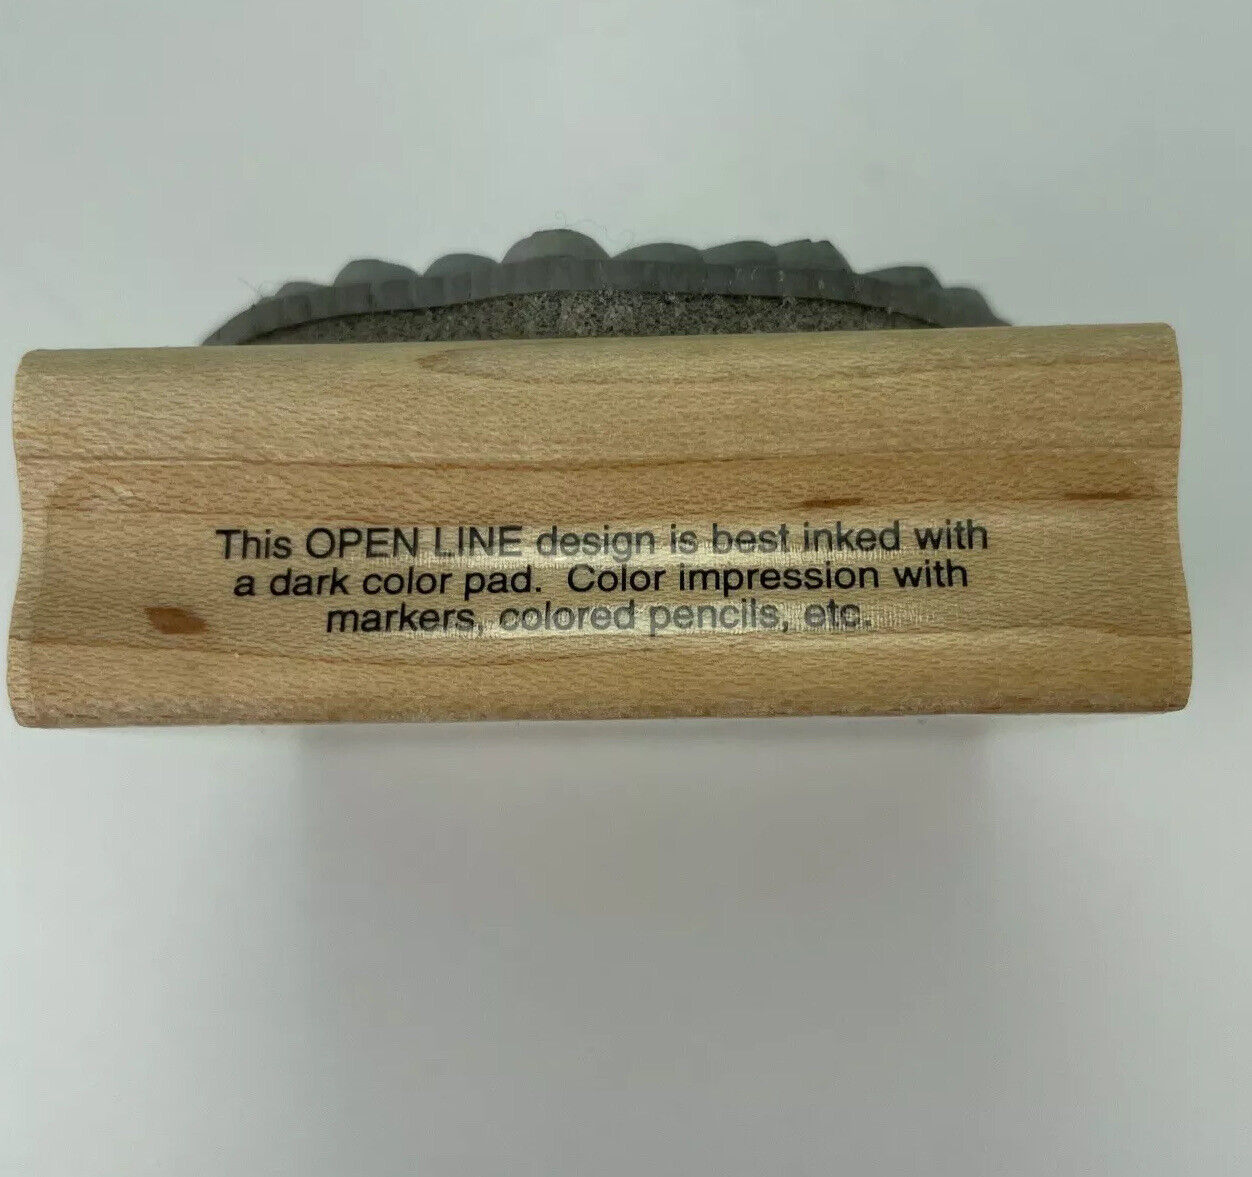 This OPEN LINE design is best inked with
a dark color pad.  Color impression with
markers, colored pencils, etc.